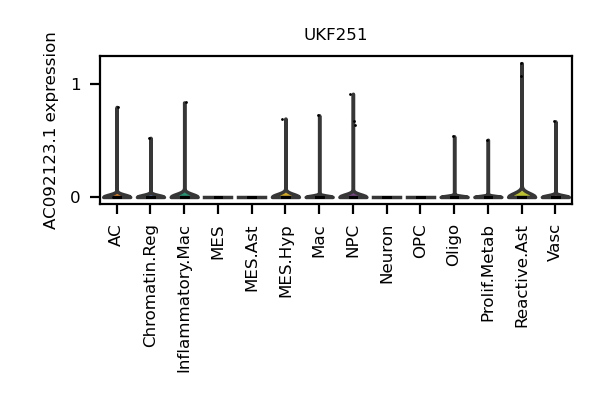 UKF251
AC092123.1 expression
1
0
AC
Chromatin.Reg
Inflammatory.Mac
MES
MES.Ast
MES.Hyp
Mac
NPC
Neuron
OPC
Oligo
Prolif.Metab
Reactive.Ast
Vasc